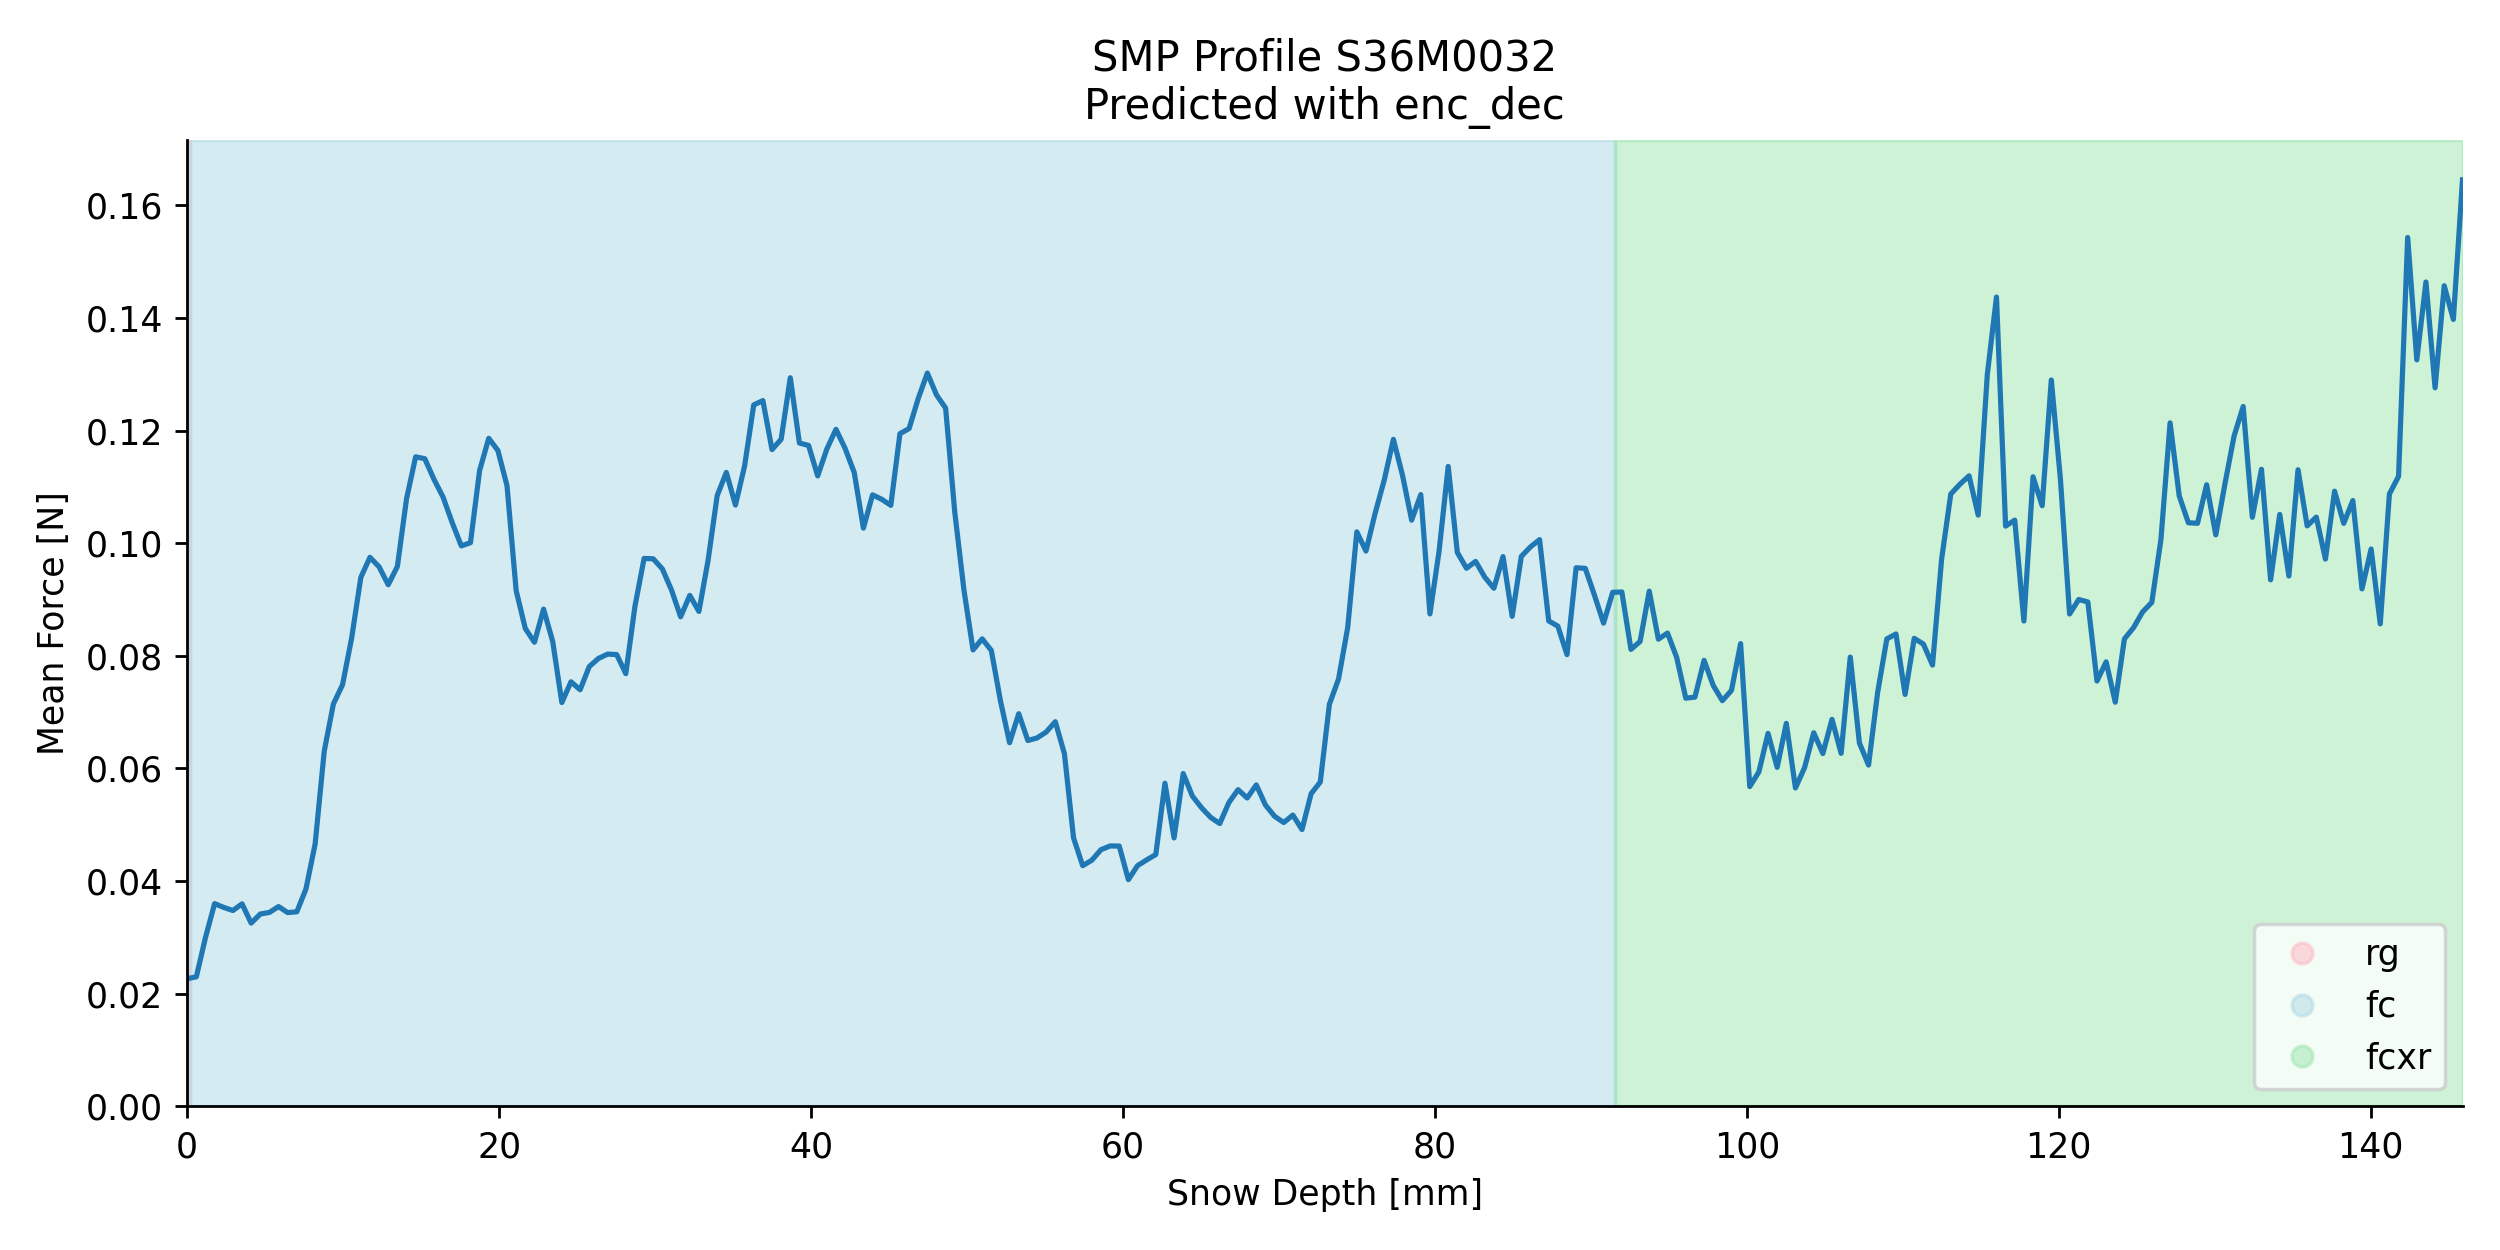 SMP Profile S36M0032
Predicted with enc_dec
Mean Force [N]
0.16
0.14
0.12
0.10
0.08
0.06
0.04
0.02
0.00
0 20 40 60 80 100 120 140
Snow Depth [mm]
rg
fc
fcxr